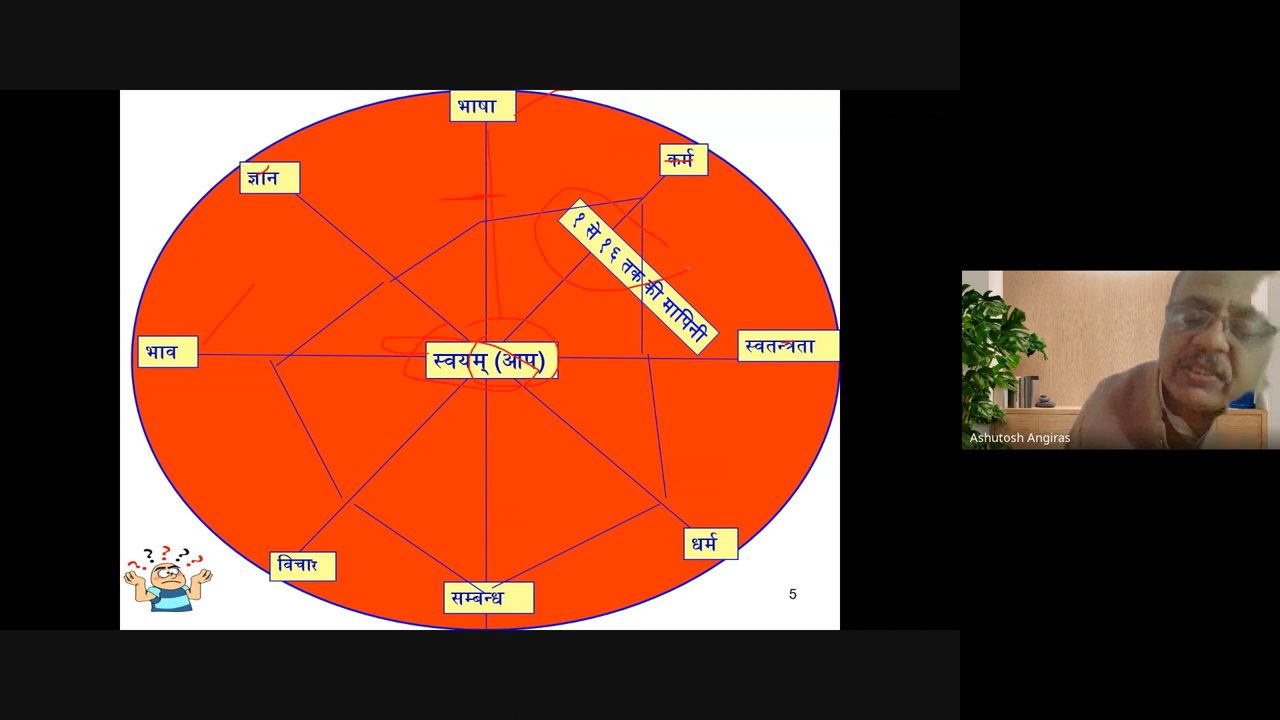 भाषा
कर्म
ज्ञान
१ से १६ तक की मापिनी
भाव
स्वयम् (आप)
स्वतन्त्रता
धर्म
विचार
सम्बन्ध
5
? ? ? ? ?
Ashutosh Angiras